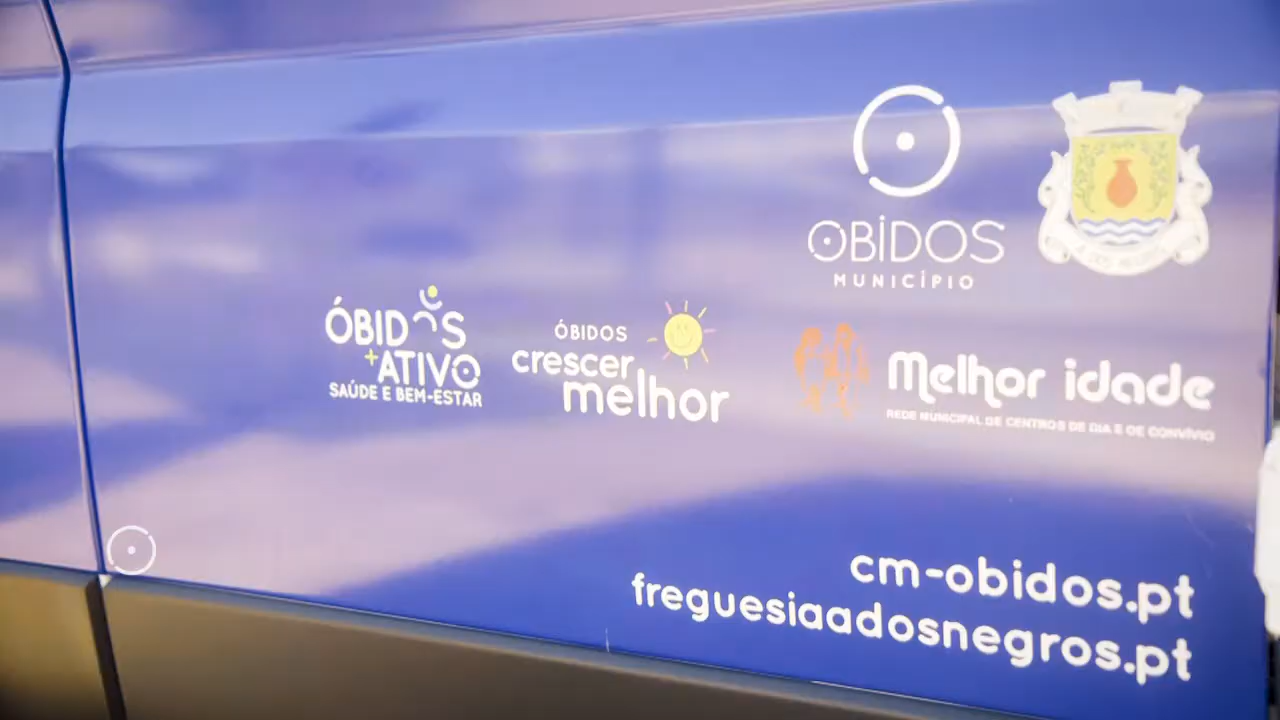 ÓBIDOS
MUNICÍPIO
ÓBIDOS
+ATIVO
SAÚDE E BEM-ESTAR
ÓBIDOS
crescer
melhor
Melhor idade
REDE MUNICIPAL DE CENTROS DE DIA E DE CONVÍVIO
cm-obidos.pt
freguesiaadosnegros.pt